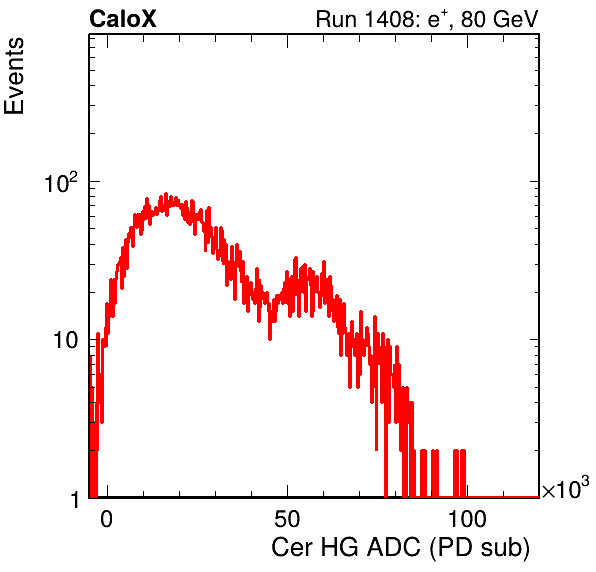 CaloX
Run 1408: e⁺, 80 GeV
Events
10²
10
1
0
50
100
×10³
Cer HG ADC (PD sub)